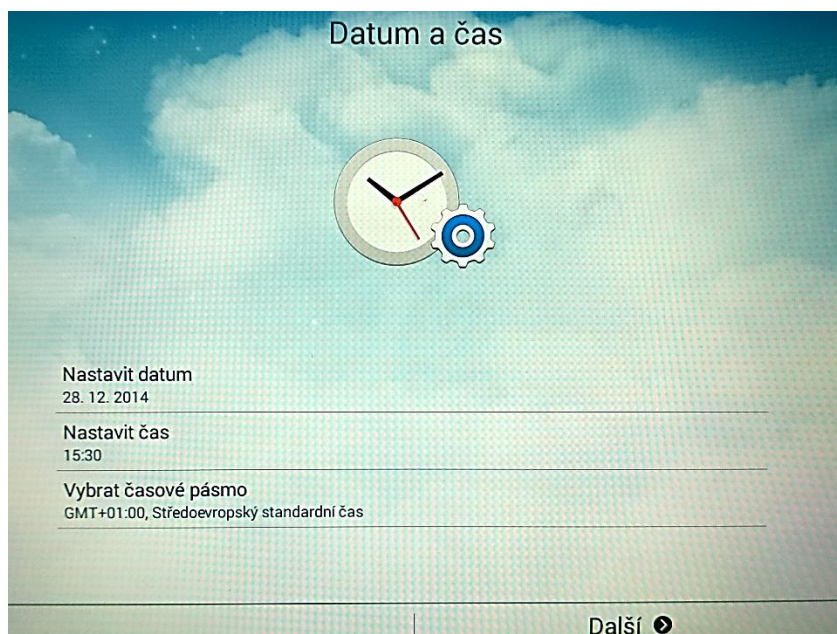 Datum a čas
Nastavit datum
28. 12. 2014
Nastavit čas
15:30
Vybrat časové pásmo
GMT+01:00, Středoevropský standardní čas
Další